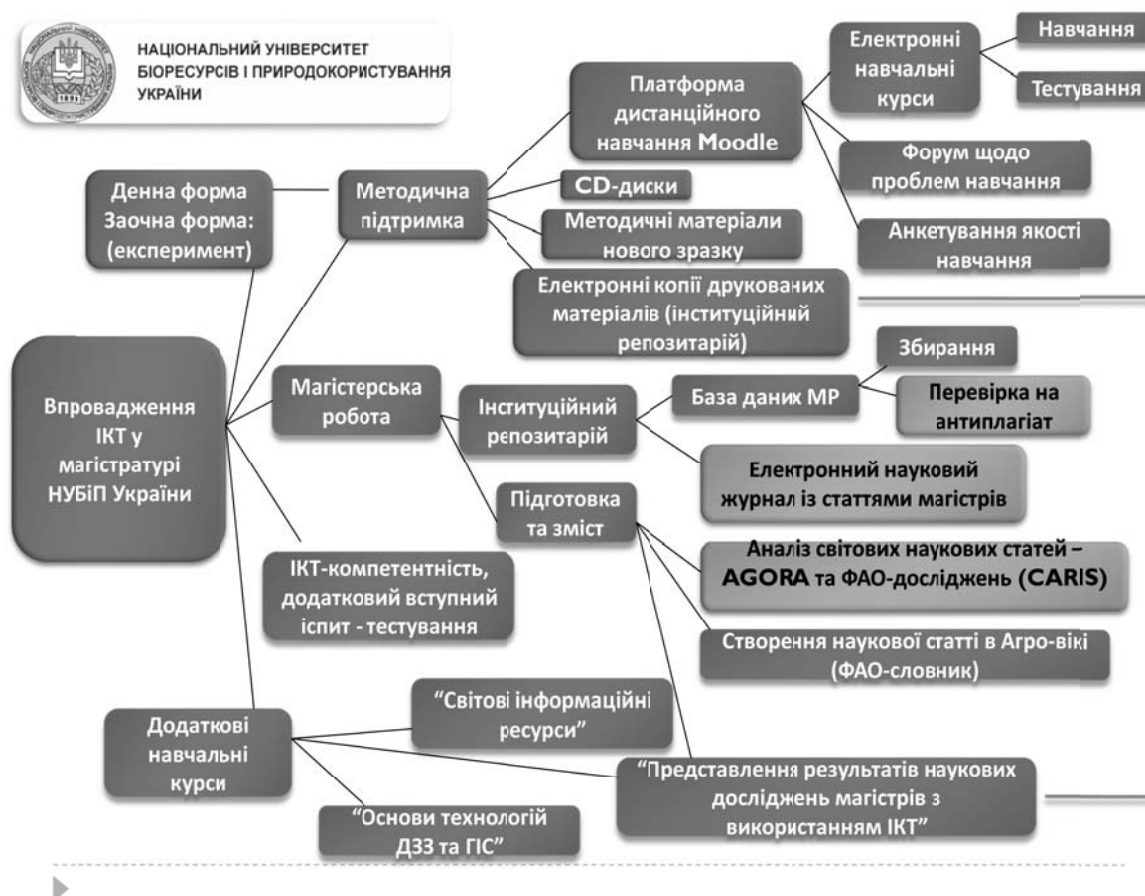 НАЦІОНАЛЬНИЙ УНІВЕРСИТЕТ
БІОРЕСУРСІВ І ПРИРОДОКОРИСТУВАННЯ
УКРАЇНИ
Платформа
дистанційного
навчання Moodle
Електронні
навчальні
курси
Навчання
Тестування
Форум щодо
проблем навчання
Анкетування якості
навчання
Денна форма
Заочна форма:
(експеримент)
Методична
підтримка
CD-диски
Методичні матеріали
нового зразку
Електронні копії друкованих
матеріалів (інституційний
репозитарій)
Впровадження
ІКТ у
магістратурі
НУБіП України
Магістерська
робота
Інституційний
репозитарій
База даних МР
Збирання
Перевірка на
антиплагіат
Електронний науковий
журнал із статтями магістрів
Підготовка
та зміст
Аналіз світових наукових статей –
AGORA та ФАО-досліджень (CARIS)
Створення наукової статті в Агро-вікі
(ФАО-словник)
ІКТ-компетентність,
додатковий вступний
іспит - тестування
Додаткові
навчальні
курси
“Світові інформаційні
ресурси”
“Представлення результатів наукових
досліджень магістрів з
використанням ІКТ”
“Основи технологій
ДЗЗ та ГІС”